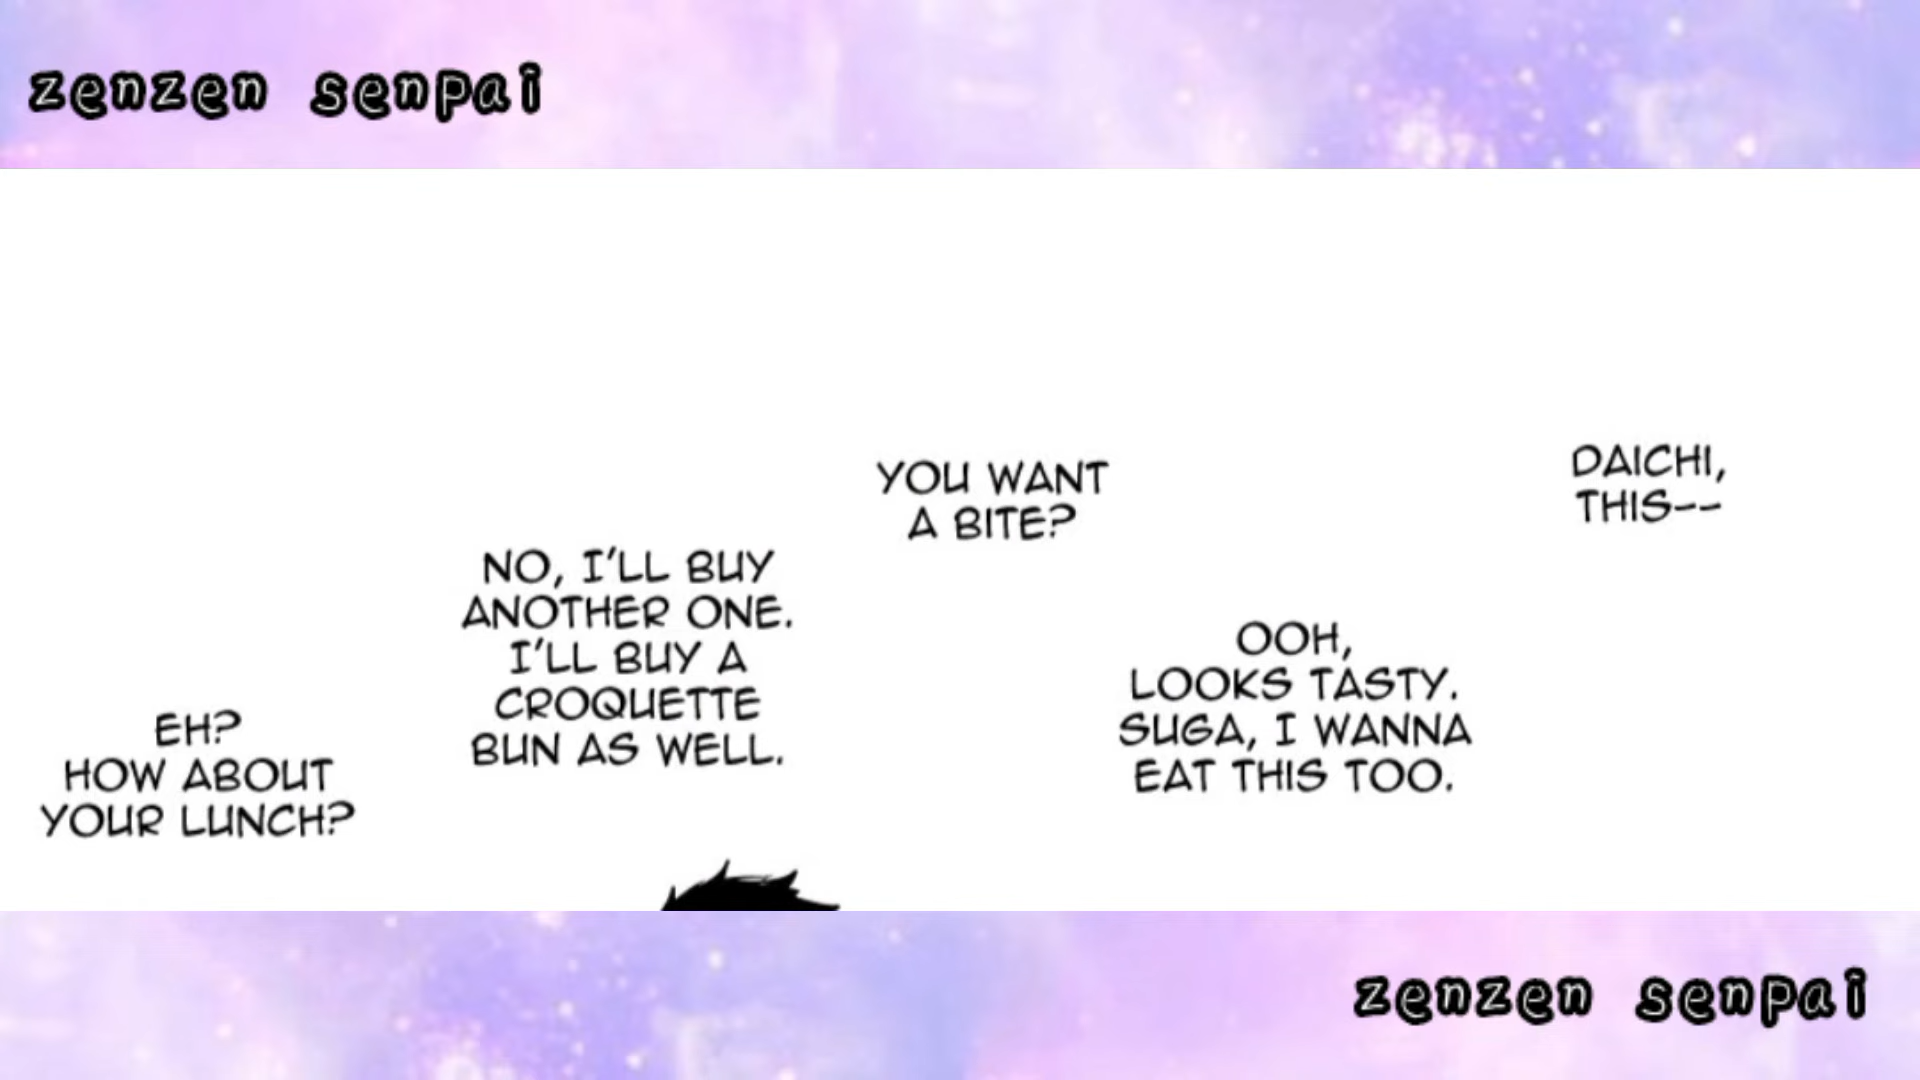 zenzen senpai
DAICHI,
THIS--
OOH,
LOOKS TASTY.
SUGA, I WANNA
EAT THIS TOO.
YOU WANT
A BITE?
NO, I'LL BUY
ANOTHER ONE.
I'LL BUY A
CROQUETTE
BUN AS WELL.
EH?
HOW ABOUT
YOUR LUNCH?
zenzen senpai